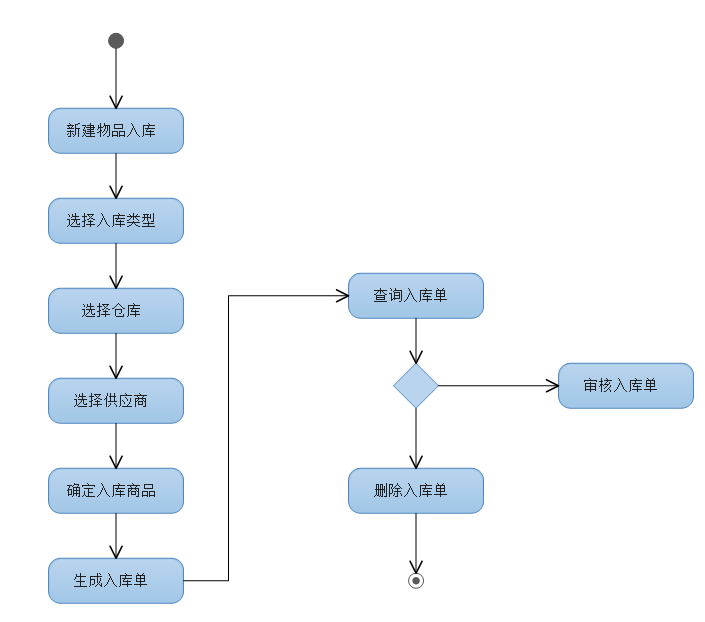 新建物品入库
选择入库类型
选择仓库
选择供应商
确定入库商品
生成入库单
查询入库单
审核入库单
删除入库单